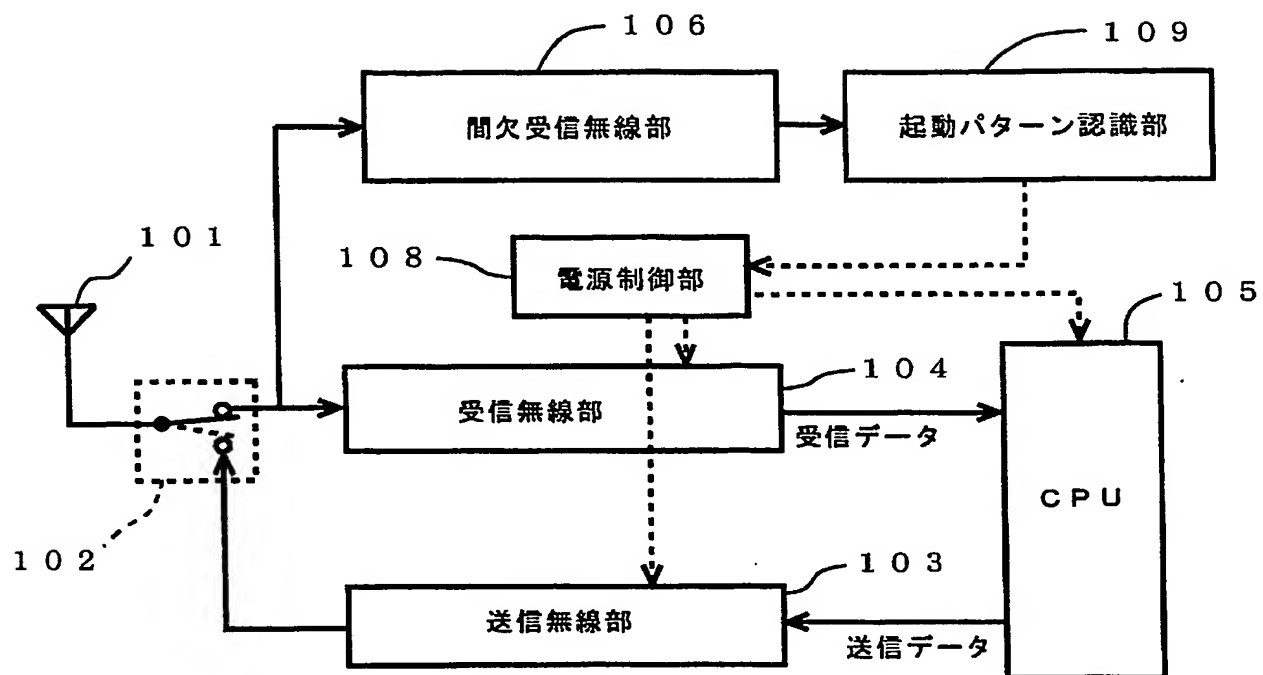 １０６
１０９
間欠受信無線部
起動パターン認識部
１０１
１０８
電源制御部
１０５
１０４
受信無線部
受信データ
ＣＰＵ
１０２
１０３
送信無線部
送信データ